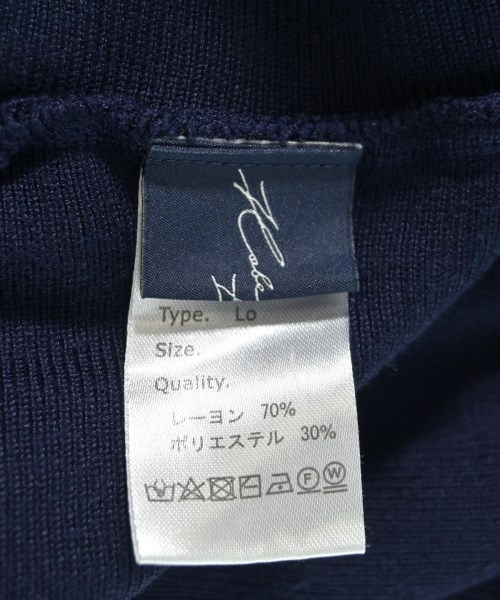 Type. Lo
Size.
Quality.
レーヨン 70%
ポリエステル 30%
F W